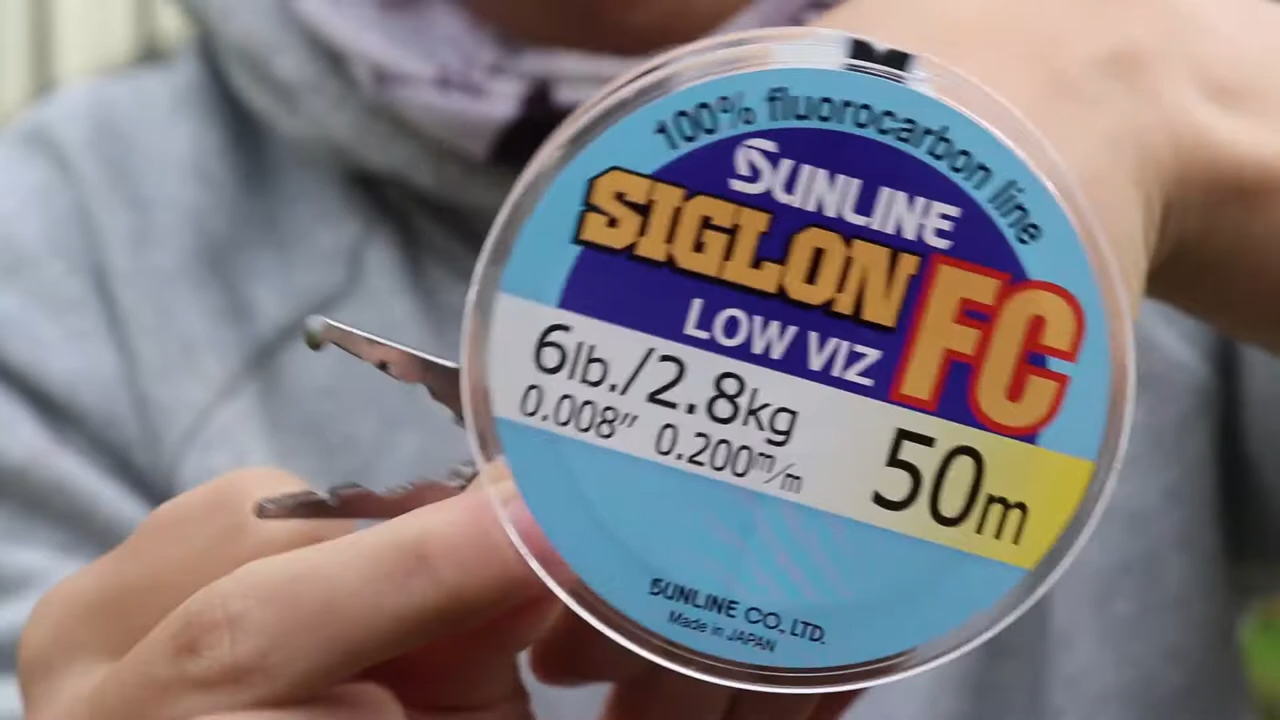 100% fluorocarbon line
SUNLINE
SIGLON FC
LOW VIZ
6lb./2.8kg
0.008" 0.200m/m
50m
SUNLINE CO., LTD.
Made in JAPAN